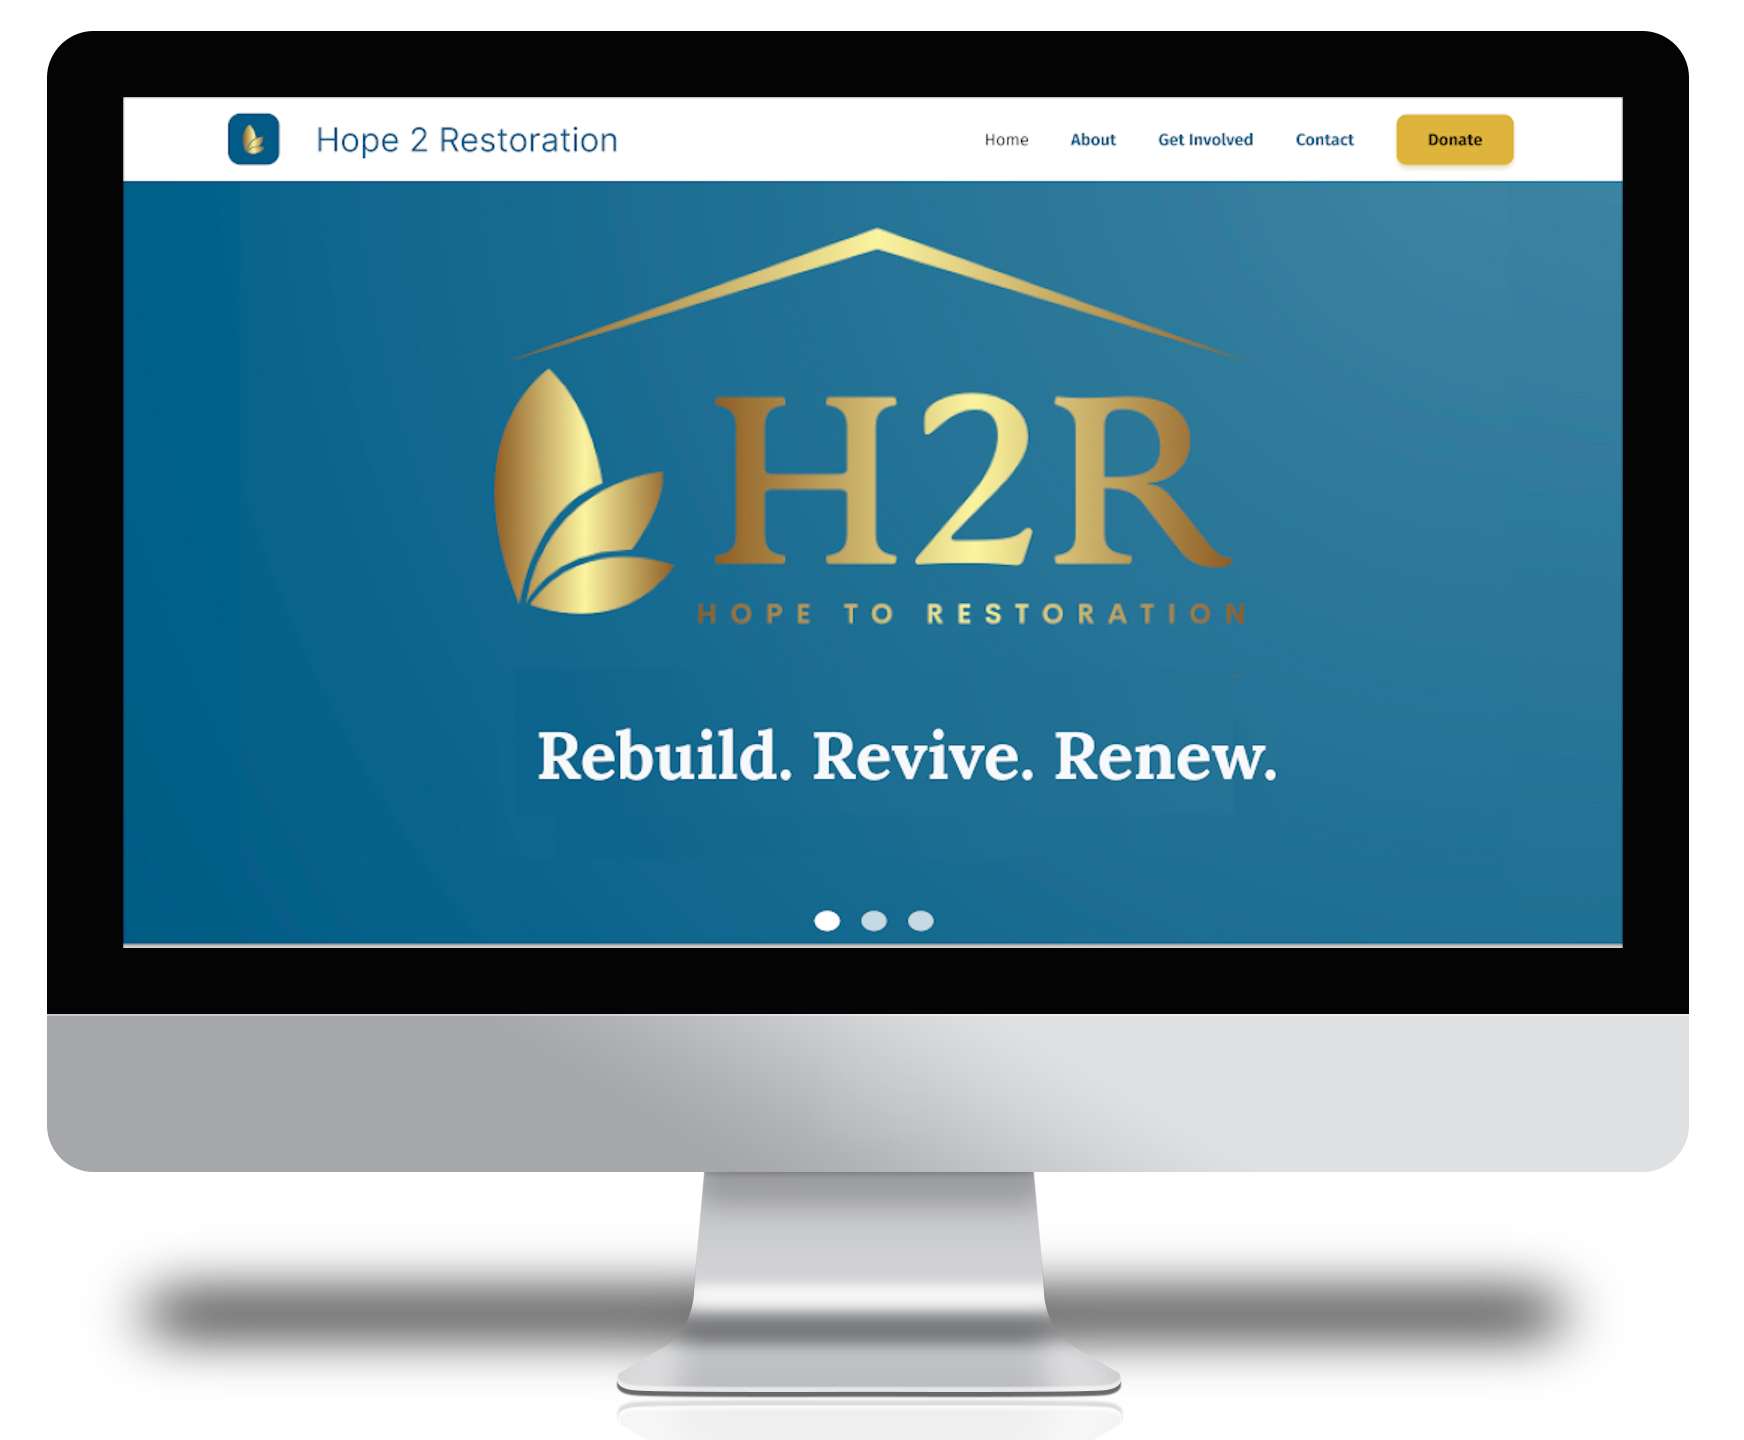 Hope 2 Restoration
Home About Get Involved Contact Donate
H2R
HOPE TO RESTORATION
Rebuild. Revive. Renew.